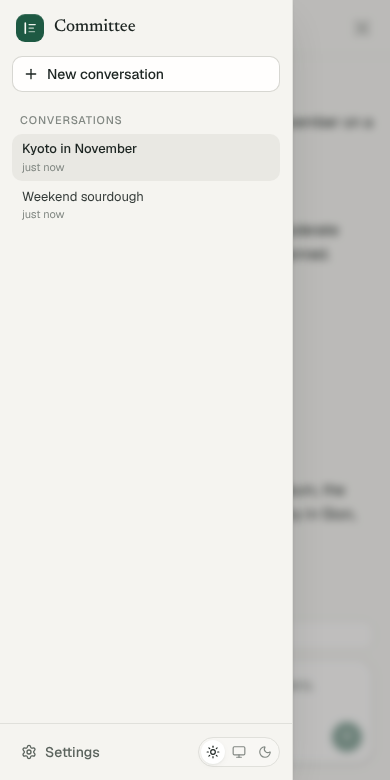 Committee
New conversation
CONVERSATIONS
Kyoto in November
just now
Weekend sourdough
just now
Settings